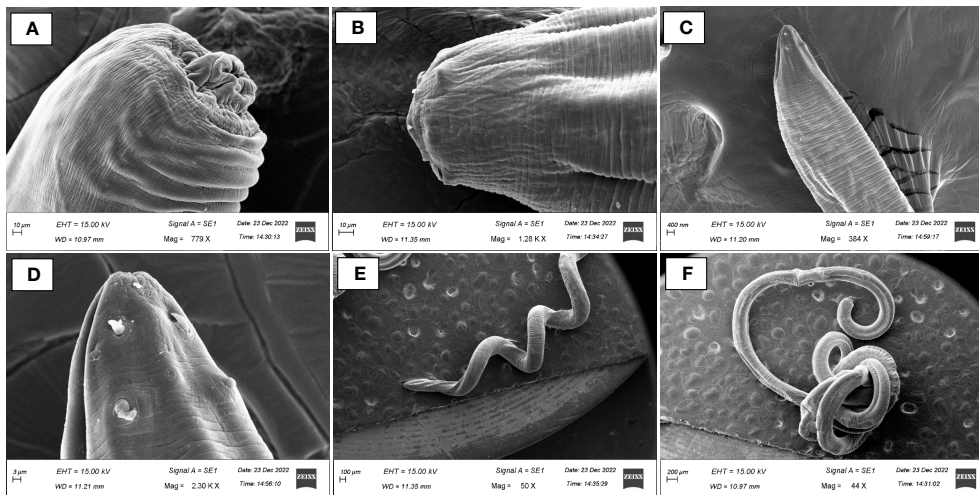 A
10 µm
EHT = 15.00 kV
Signal A = SE1
Date: 23 Dec 2022
WD = 10.97 mm
Mag = 779 X
Time: 14:30:13
ZEISS
B
10 µm
EHT = 15.00 kV
Signal A = SE1
Date: 23 Dec 2022
WD = 11.35 mm
Mag = 1.28 K X
Time: 14:34:27
ZEISS
C
400 nm
EHT = 15.00 kV
Signal A = SE1
Date: 23 Dec 2022
WD = 11.20 mm
Mag = 384 X
Time: 14:59:17
ZEISS
D
3 µm
EHT = 15.00 kV
Signal A = SE1
Date: 23 Dec 2022
WD = 11.21 mm
Mag = 2.30 K X
Time: 14:56:10
ZEISS
E
100 µm
EHT = 15.00 kV
Signal A = SE1
Date: 23 Dec 2022
WD = 11.35 mm
Mag = 50 X
Time: 14:35:29
ZEISS
F
200 µm
EHT = 15.00 kV
Signal A = SE1
Date: 23 Dec 2022
WD = 10.97 mm
Mag = 44 X
Time: 14:31:02
ZEISS